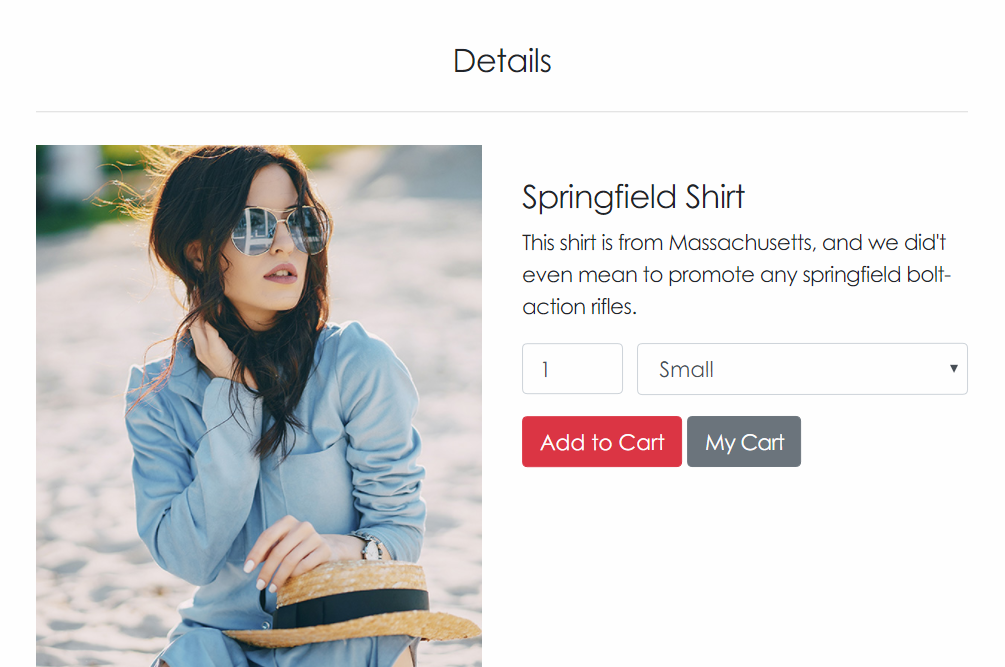 Details
Springfield Shirt
This shirt is from Massachusetts, and we did't
even mean to promote any springfield bolt-
action rifles.
1
Small
Add to Cart
My Cart